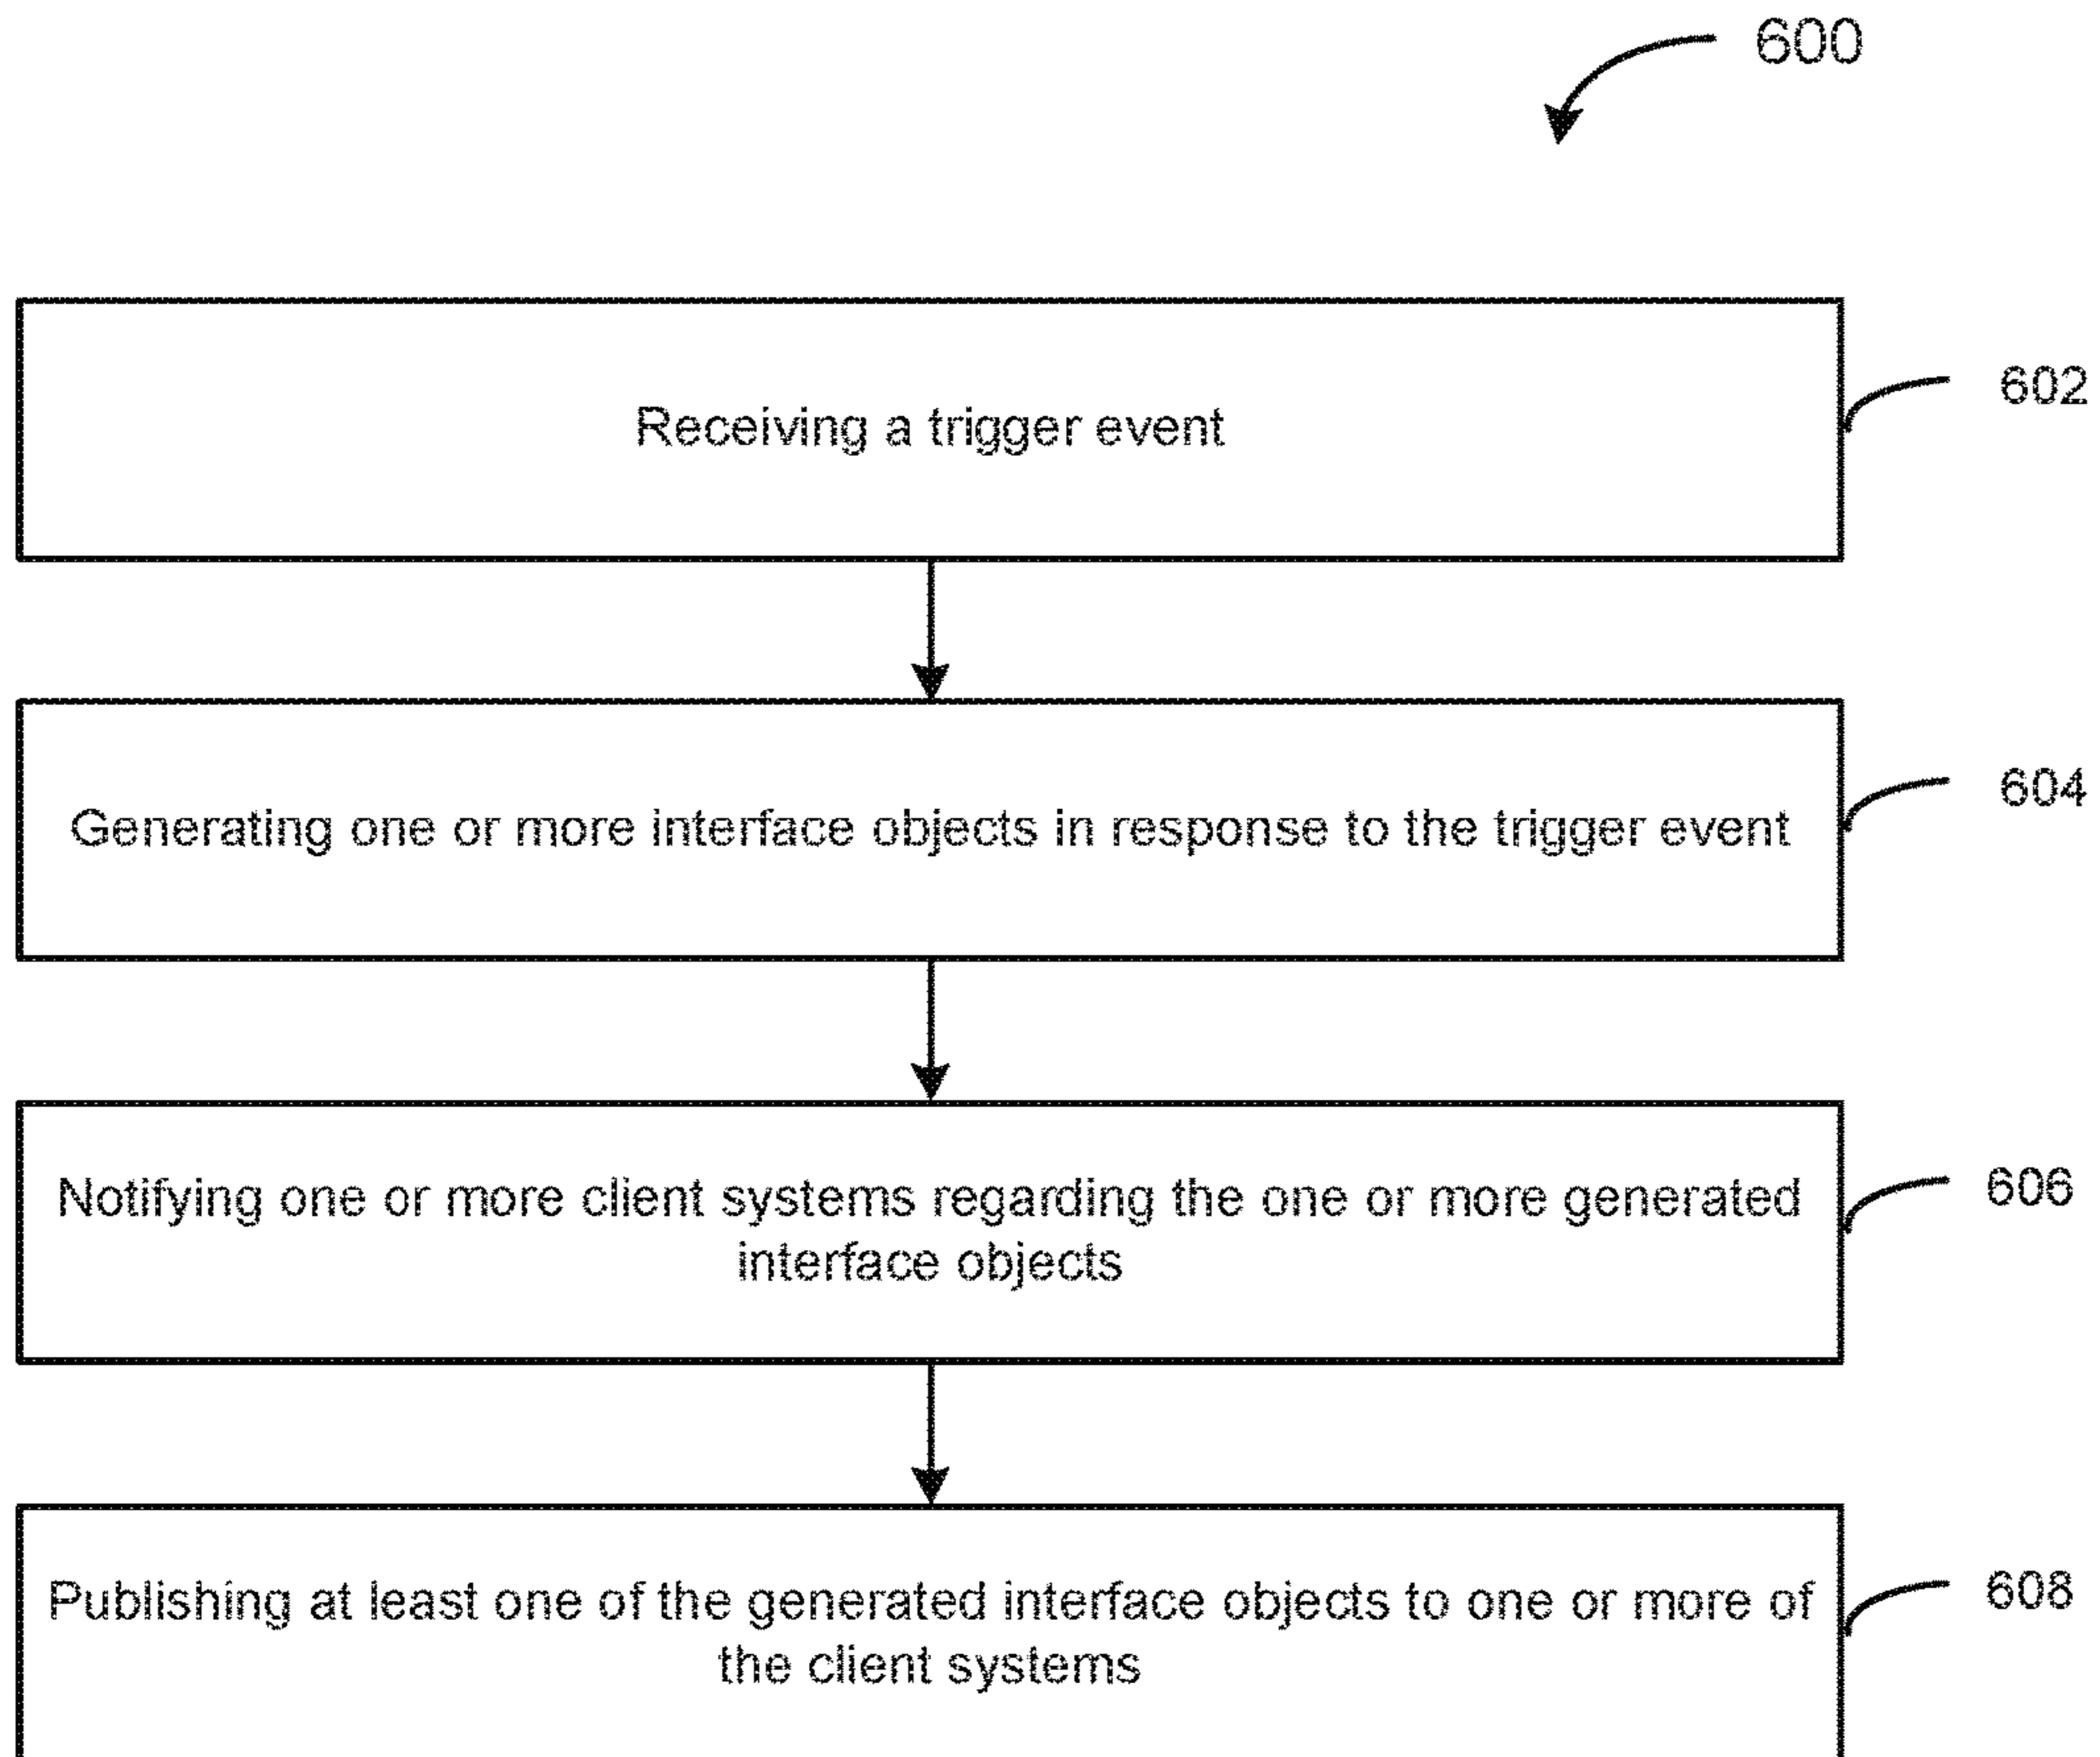 600
Receiving a trigger event
602
Generating one or more interface objects in response to the trigger event
604
Notifying one or more client systems regarding the one or more generated
interface objects
606
Publishing at least one of the generated interface objects to one or more of
the client systems
608